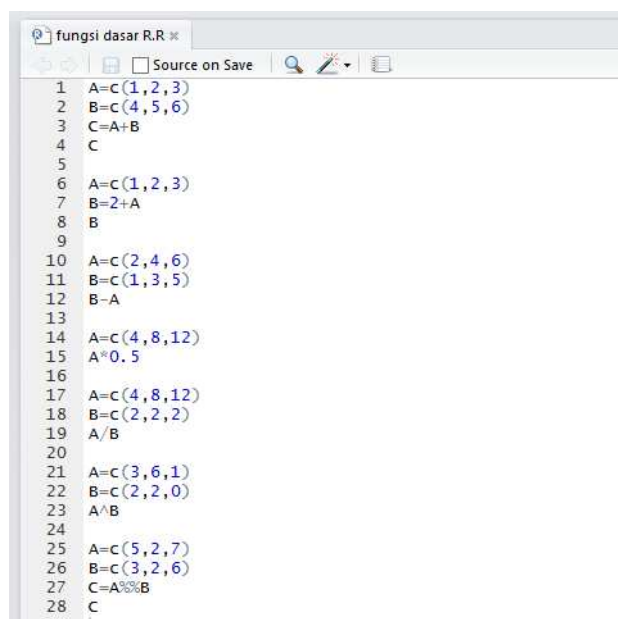 fungsi dasar R.R
Source on Save
1 A=c(1,2,3)
2 B=c(4,5,6)
3 C=A+B
4 C
5
6 A=c(1,2,3)
7 B=2+A
8 B
9
10 A=c(2,4,6)
11 B=c(1,3,5)
12 B-A
13
14 A=c(4,8,12)
15 A*0.5
16
17 A=c(4,8,12)
18 B=c(2,2,2)
19 A/B
20
21 A=c(3,6,1)
22 B=c(2,2,0)
23 A^B
24
25 A=c(5,2,7)
26 B=c(3,2,6)
27 C=A%%B
28 C